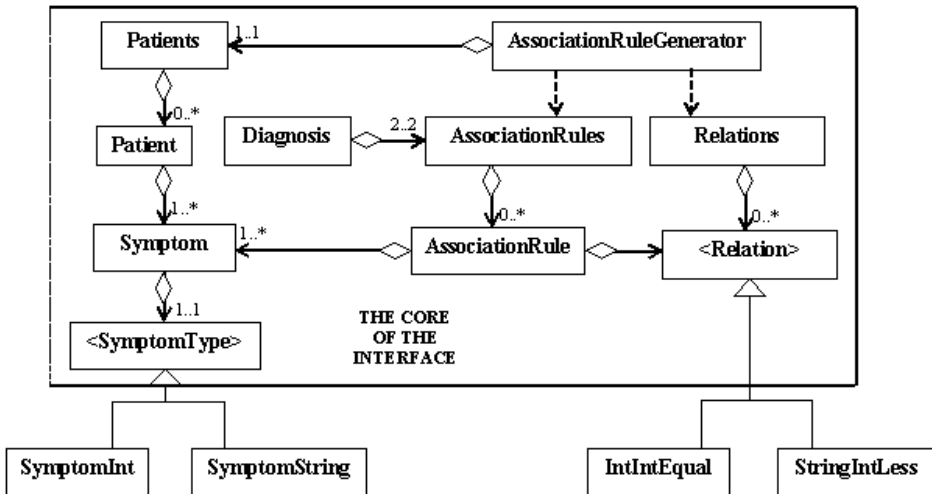 Patients
1..1
AssociationRuleGenerator
0..*
Patient
Diagnosis
2..2
AssociationRules
Relations
1..*
0..*
0..*
Symptom
1..*
AssociationRule
<Relation>
1..1
<SymptomType>
THE CORE
OF THE
INTERFACE
SymptomInt
SymptomString
IntIntEqual
StringIntLess